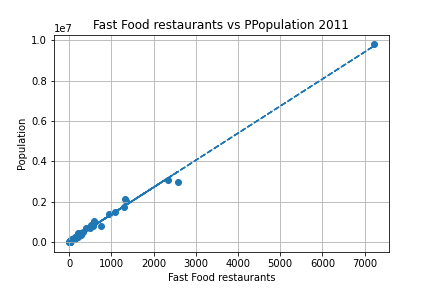 Fast Food restaurants vs PPopulation 2011
1e7
1.0
0.8
0.6
0.4
0.2
0.0
Population
0 1000 2000 3000 4000 5000 6000 7000
Fast Food restaurants